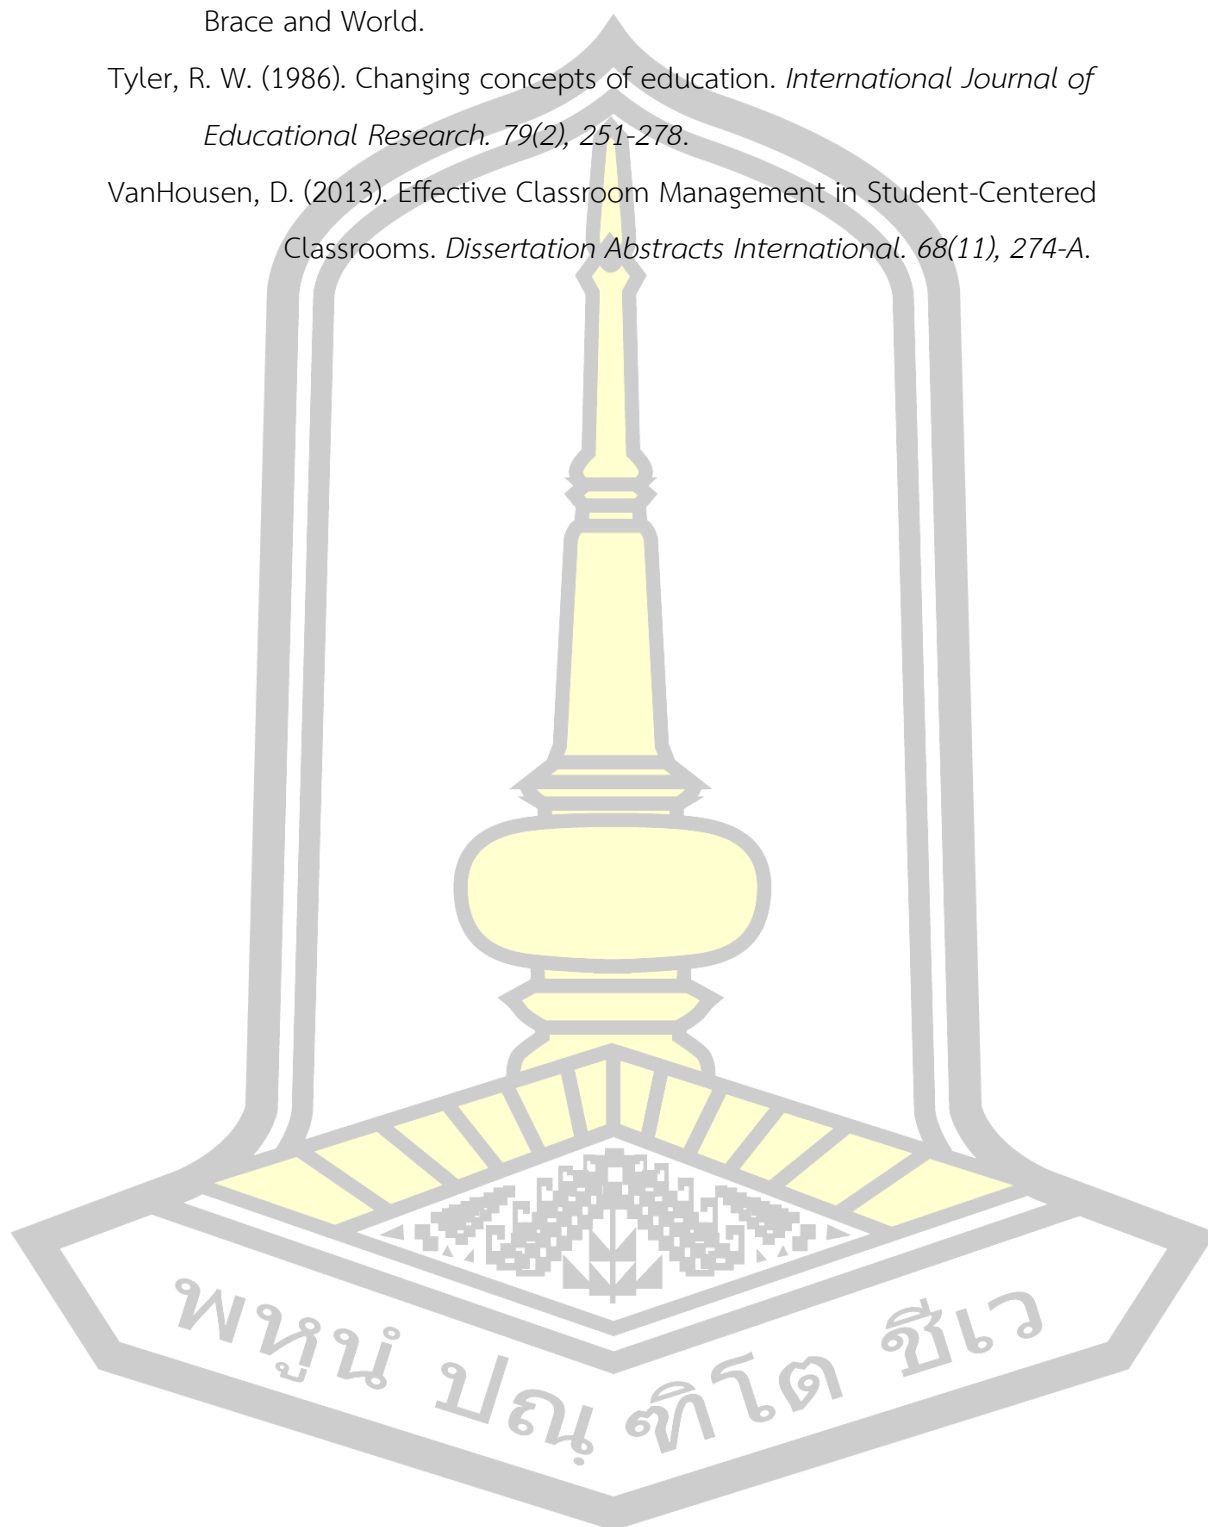 Brace and World.
Tyler, R. W. (1986). Changing concepts of education. International Journal of
Educational Research. 79(2), 251-278.
VanHousen, D. (2013). Effective Classroom Management in Student-Centered
Classrooms. Dissertation Abstracts International. 68(11), 274-A.
พหูนํ ปณฺ ฑิโต ชีเว